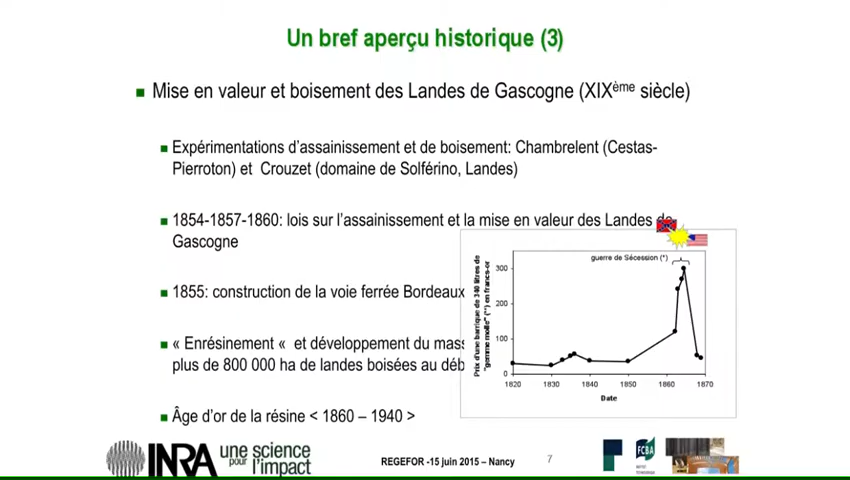 Un bref aperçu historique (3)
Mise en valeur et boisement des Landes de Gascogne (XIXème siècle)
Expérimentations d'assainissement et de boisement: Chambrelent (Cestas-
Pierroton) et Crouzet (domaine de Solférino, Landes)
1854-1857-1860: lois sur l'assainissement et la mise en valeur des Landes de
Gascogne
1855: construction de la voie ferrée Bordeaux
« Enrésinement « et développement du mass
plus de 800 000 ha de landes boisées au déb
Âge d'or de la résine < 1860 – 1940 >
guerre de Sécession (*)
Prix d'une barrique de 340 litres de
"gemme molle" (**) en francs-or
300
200
100
0
1820 1830 1840 1850 1860 1870
Date
INRA
une science
pour l'impact
REGEFOR -15 juin 2015 – Nancy
7
FCBA